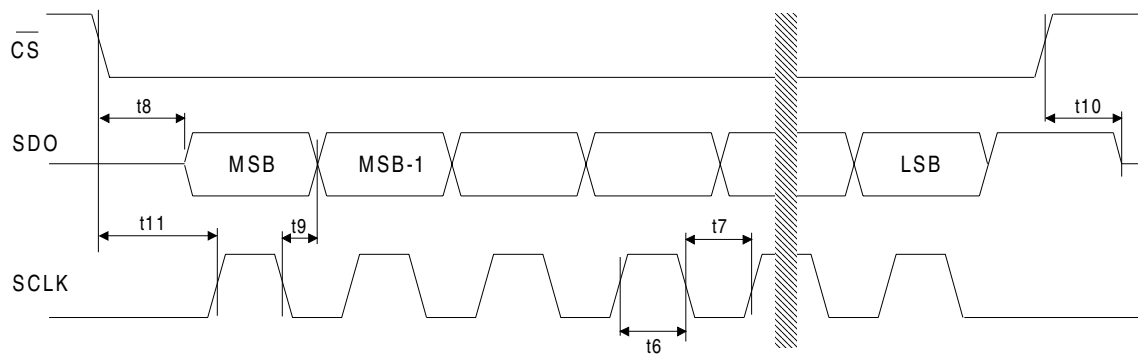 CS
t8
t10
SDO
MSB
MSB-1
LSB
t11
t9
t7
SCLK
t6